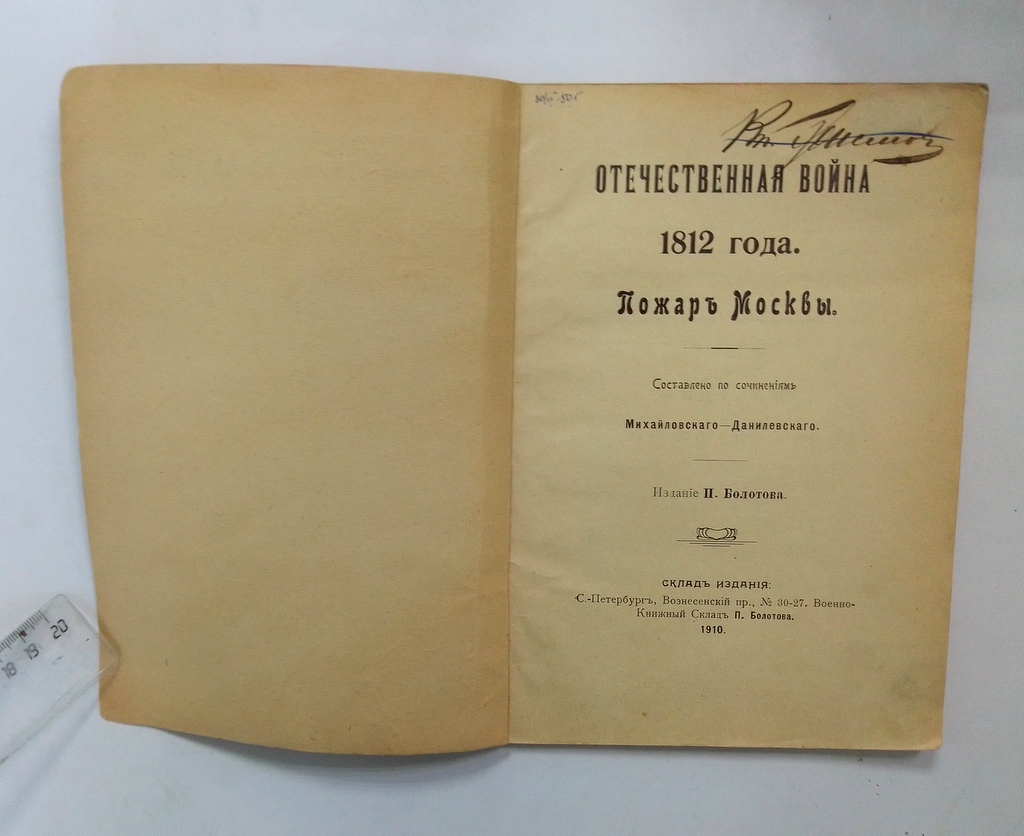 ОТЕЧЕСТВЕННАЯ ВОЙНА
1812 года.
Пожаръ Москвы.
Составлено по сочиненіямъ
Михайловскаго—Данилевскаго.
Изданіе П. Болотова.
СКЛАДЪ ИЗДАНІЯ:
С.-Петербургъ, Вознесенскій пр., № 30-27. Военно-
Книжный Складъ П. Болотова.
1910.
18 19 20